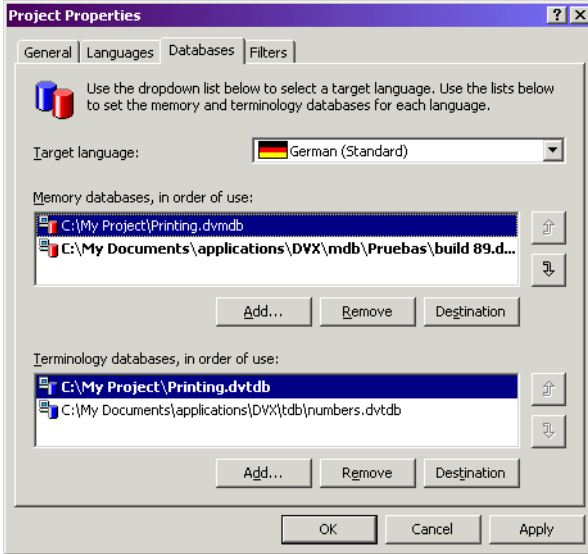 Project Properties
General
Languages
Databases
Filters
Use the dropdown list below to select a target language. Use the lists below
to set the memory and terminology databases for each language.
Target language:
German (Standard)
Memory databases, in order of use:
C:\My Project\Printing.dvmdb
C:\My Documents\applications\DVX\mdb\Pruebas\build 89.d...
Add...
Remove
Destination
Terminology databases, in order of use:
C:\My Project\Printing.dvtdb
C:\My Documents\applications\DVX\tdb\numbers.dvtdb
Add...
Remove
Destination
OK
Cancel
Apply